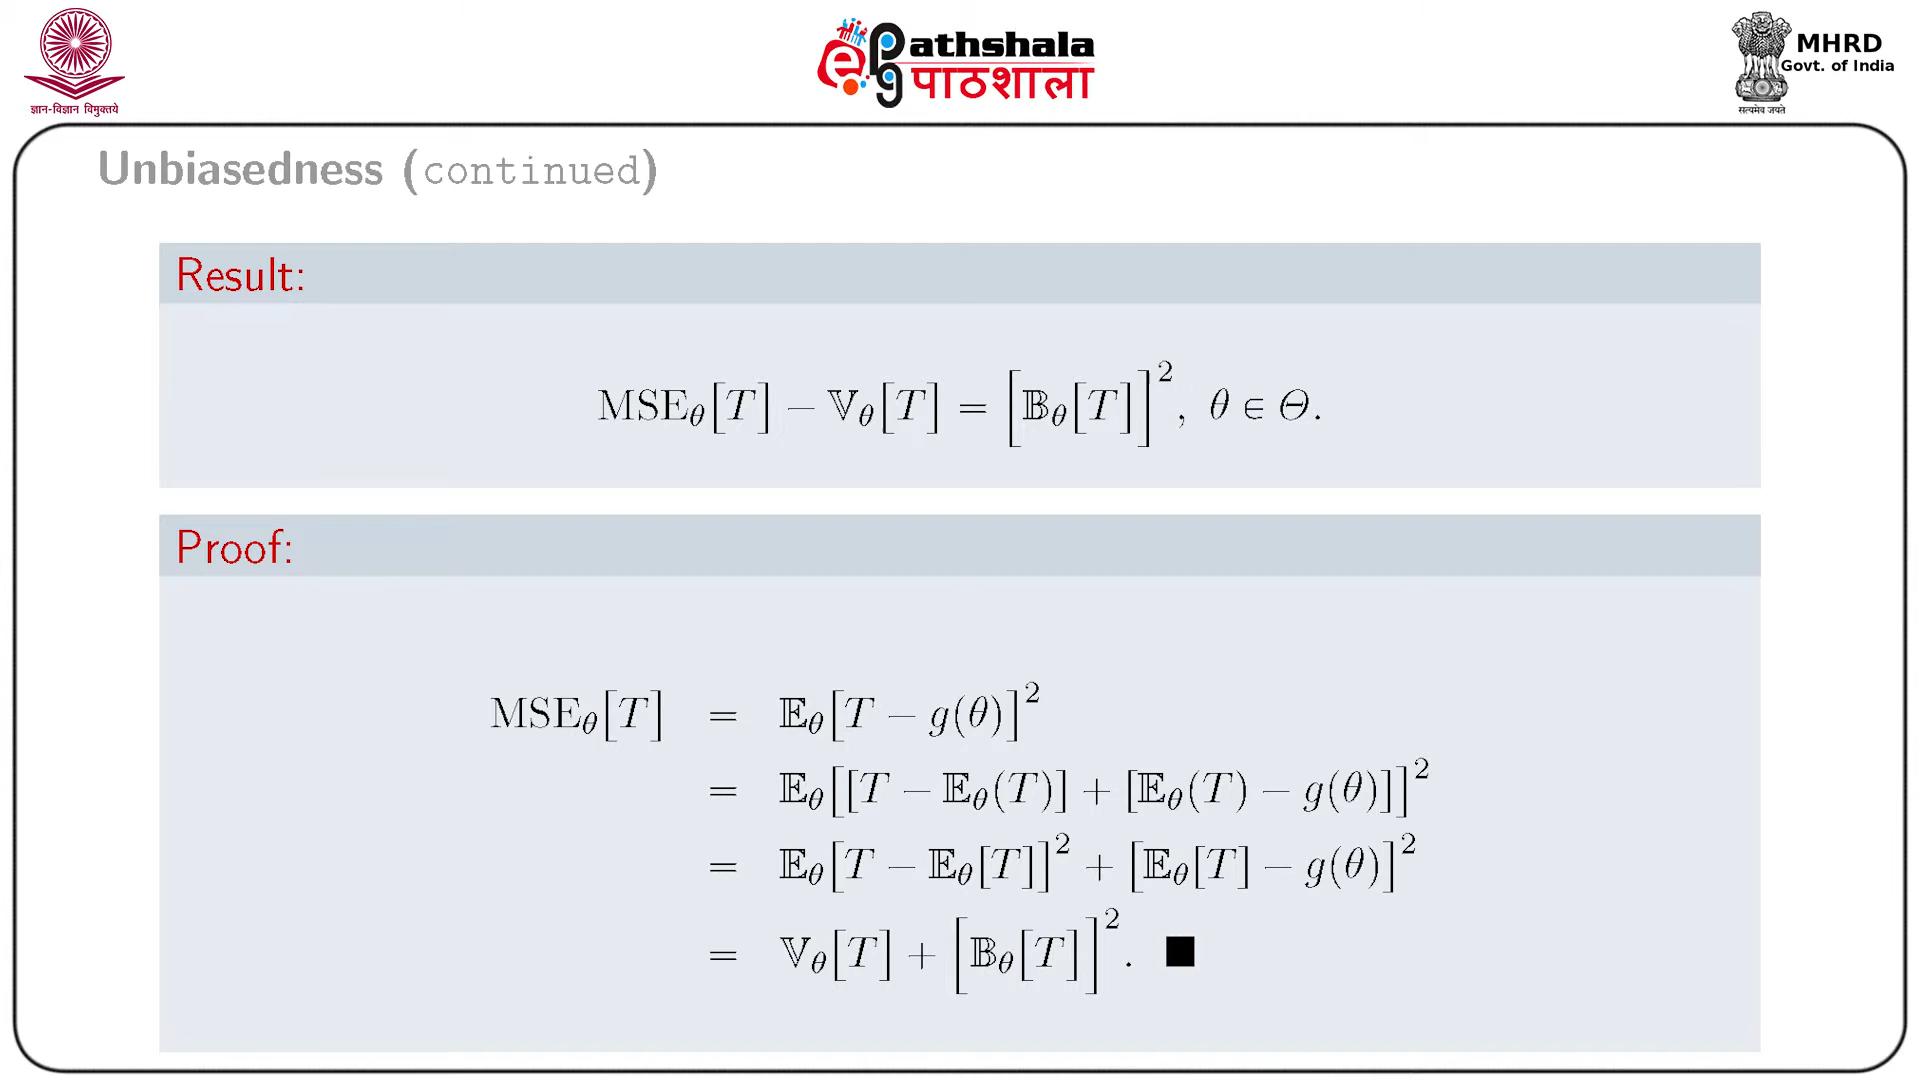 ज्ञान-विज्ञान विमुक्तये
ePG Pathshala
पाठशाला
MHRD
Govt. of India
सत्यमेव जयते
Unbiasedness (continued)
Result:
MSE_θ[T] − 𝕍_θ[T] = [𝔹_θ[T]]², θ ∈ Θ.
Proof:
MSE_θ[T] = 𝔼_θ[T − g(θ)]²
= 𝔼_θ[[T − 𝔼_θ(T)] + [𝔼_θ(T) − g(θ)]]²
= 𝔼_θ[T − 𝔼_θ[T]]² + [𝔼_θ[T] − g(θ)]²
= 𝕍_θ[T] + [𝔹_θ[T]]². ■